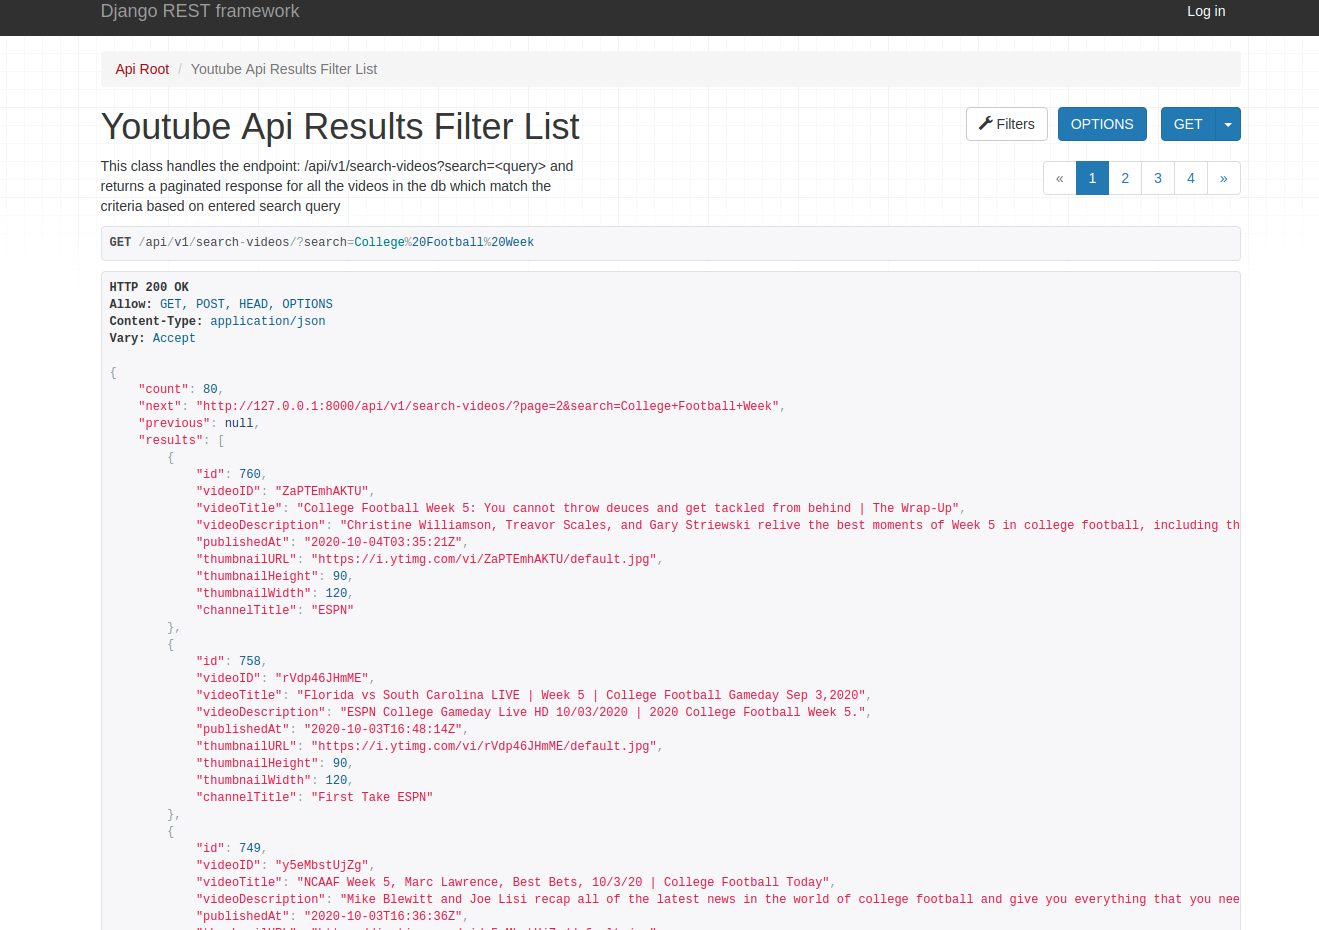 Django REST framework
Log in
Api Root / Youtube Api Results Filter List
Youtube Api Results Filter List
Filters
OPTIONS
GET
This class handles the endpoint: /api/v1/search-videos?search=<query> and
returns a paginated response for all the videos in the db which match the
criteria based on entered search query
« 1 2 3 4 »
GET /api/v1/search-videos/?search=College%20Football%20Week
HTTP 200 OK
Allow: GET, POST, HEAD, OPTIONS
Content-Type: application/json
Vary: Accept
{
"count": 80,
"next": "http://127.0.0.1:8000/api/v1/search-videos/?page=2&search=College+Football+Week",
"previous": null,
"results": [
{
"id": 760,
"videoID": "ZaPTEmhAKTU",
"videoTitle": "College Football Week 5: You cannot throw deuces and get tackled from behind | The Wrap-Up",
"videoDescription": "Christine Williamson, Treavor Scales, and Gary Striewski relive the best moments of Week 5 in college football, including th
"publishedAt": "2020-10-04T03:35:21Z",
"thumbnailURL": "https://i.ytimg.com/vi/ZaPTEmhAKTU/default.jpg",
"thumbnailHeight": 90,
"thumbnailWidth": 120,
"channelTitle": "ESPN"
},
{
"id": 758,
"videoID": "rVdp46JHmME",
"videoTitle": "Florida vs South Carolina LIVE | Week 5 | College Football Gameday Sep 3,2020",
"videoDescription": "ESPN College Gameday Live HD 10/03/2020 | 2020 College Football Week 5.",
"publishedAt": "2020-10-03T16:48:14Z",
"thumbnailURL": "https://i.ytimg.com/vi/rVdp46JHmME/default.jpg",
"thumbnailHeight": 90,
"thumbnailWidth": 120,
"channelTitle": "First Take ESPN"
},
{
"id": 749,
"videoID": "y5eMbstUjZg",
"videoTitle": "NCAAF Week 5, Marc Lawrence, Best Bets, 10/3/20 | College Football Today",
"videoDescription": "Mike Blewitt and Joe Lisi recap all of the latest news in the world of college football and give you everything that you nee
"publishedAt": "2020-10-03T16:36:36Z",